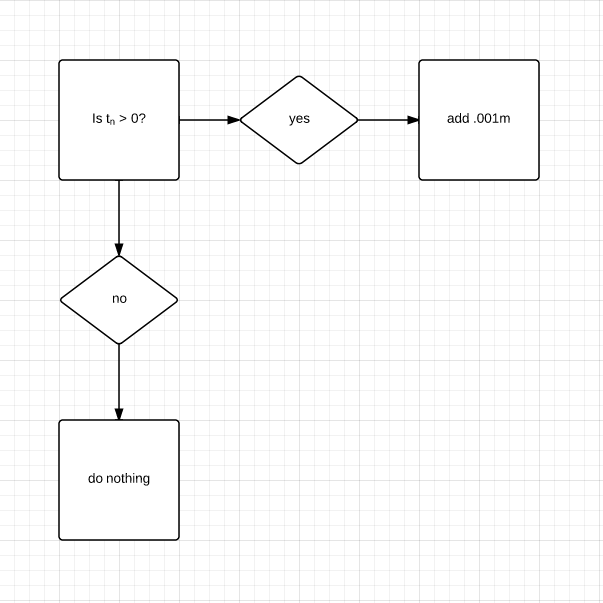 Is tₙ > 0?
yes
add .001m
no
do nothing